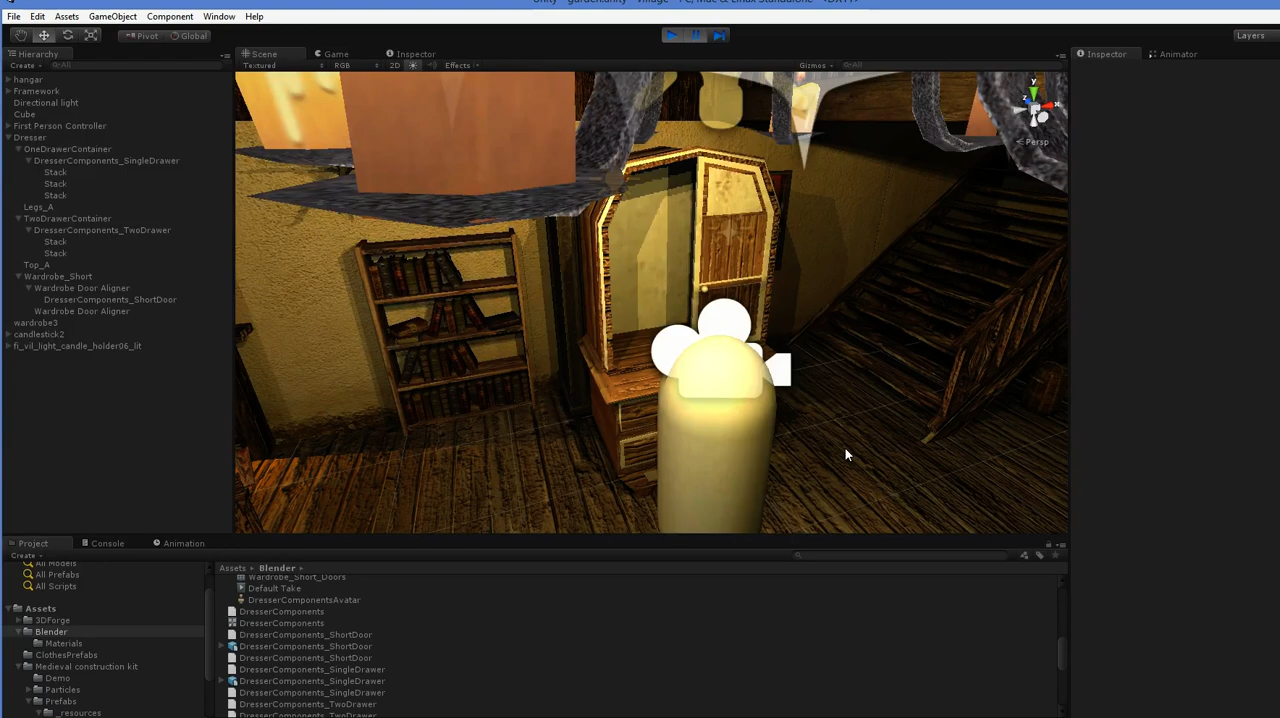 File Edit Assets GameObject Component Window Help
Pivot Global
Layers
Hierarchy
Scene Game Inspector
Inspector Animator
Create All
Textured RGB 2D Effects Gizmos All
hangar
Framework
Directional light
Cube
First Person Controller
Dresser
OneDrawerContainer
DresserComponents_SingleDrawer
Stack
Stack
Stack
Legs_A
TwoDrawerContainer
DresserComponents_TwoDrawer
Stack
Stack
Top_A
Wardrobe_Short
Wardrobe Door Aligner
DresserComponents_ShortDoor
Wardrobe Door Aligner
wardrobe3
candlestick2
fi_vil_light_candle_holder06_lit
y
x
z
Persp
Project Console Animation
Create
All Models
All Prefabs
All Scripts
Assets
3DForge
Blender
Materials
ClothesPrefabs
Medieval construction kit
Demo
Particles
Prefabs
_resources
Assets Blender
Wardrobe_Short_Doors
Default Take
DresserComponentsAvatar
DresserComponents
DresserComponents
DresserComponents_ShortDoor
DresserComponents_ShortDoor
DresserComponents_ShortDoor
DresserComponents_SingleDrawer
DresserComponents_SingleDrawer
DresserComponents_SingleDrawer
DresserComponents_TwoDrawer
DresserComponents_TwoDrawer